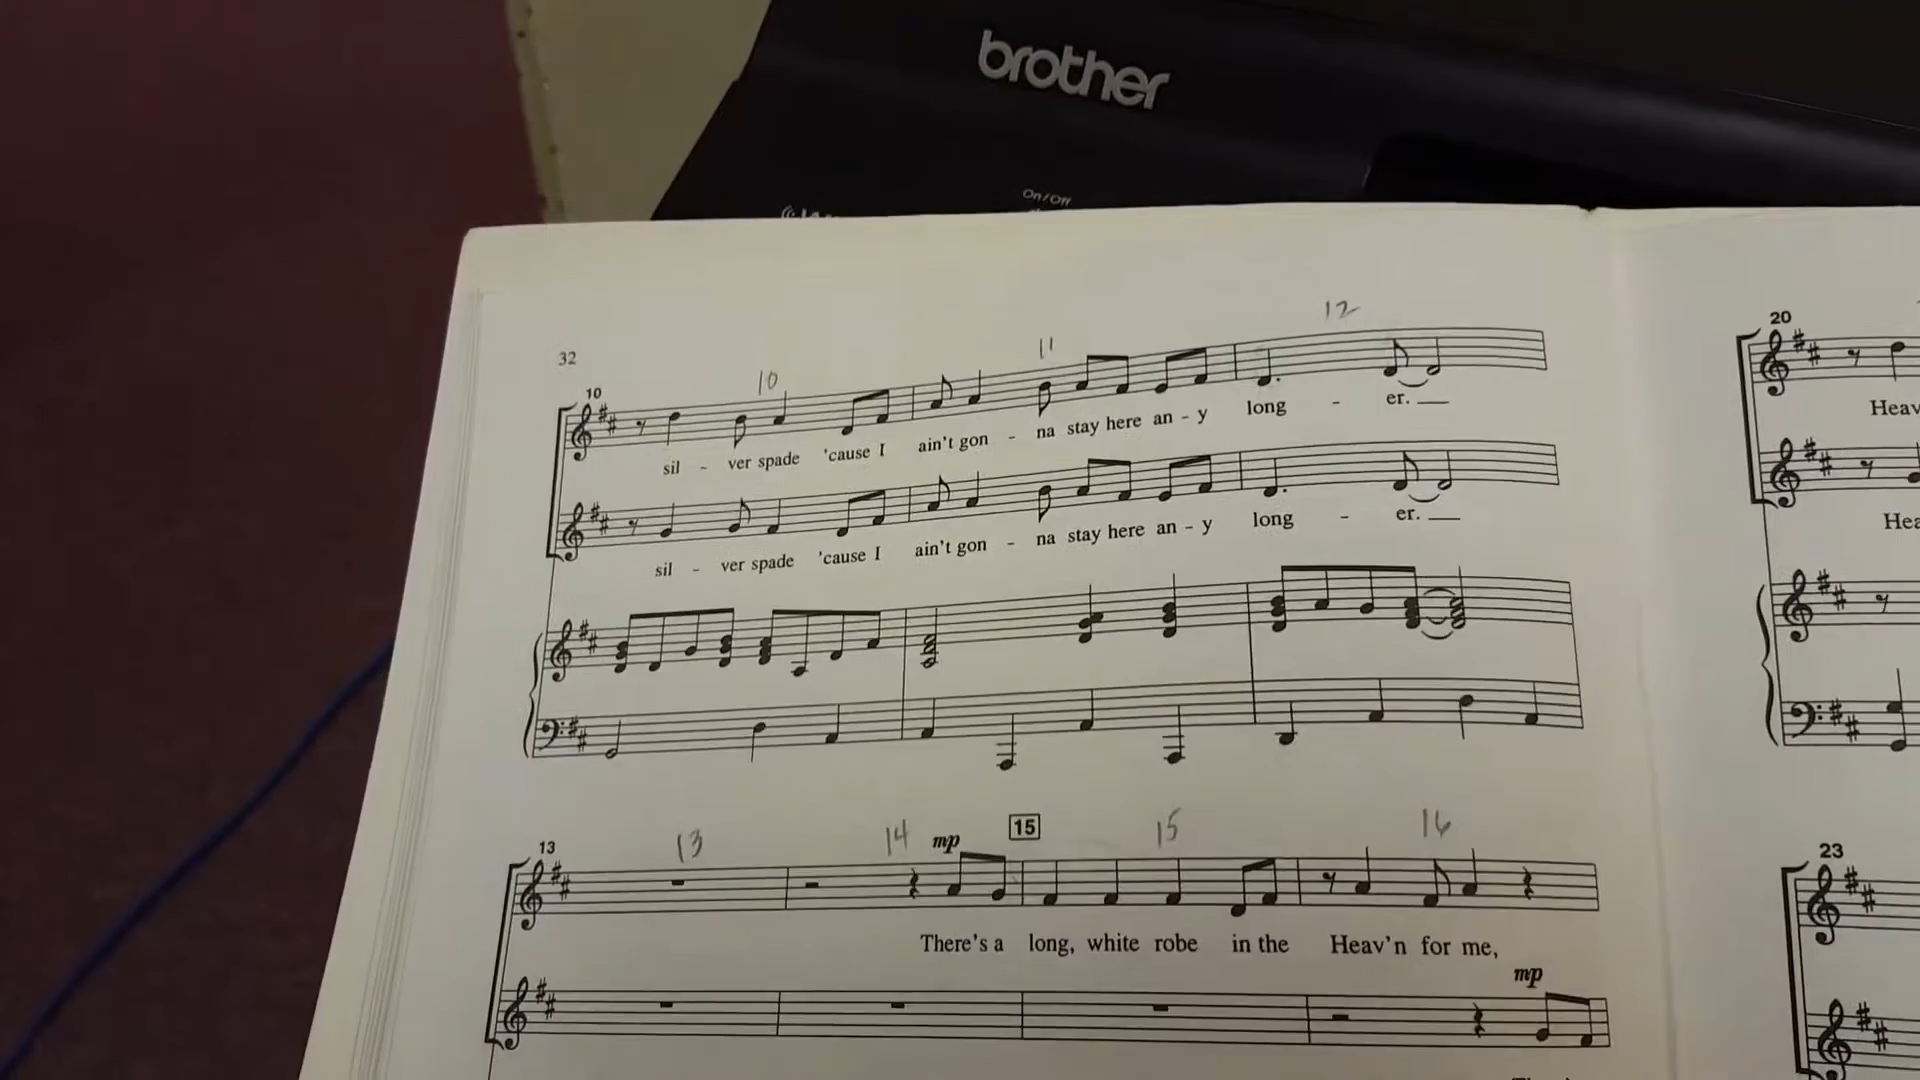 brother
On/Off
12
11
32
10
10
20
sil - ver spade 'cause I ain't gon - na stay here an - y long - er.
Heav
sil - ver spade 'cause I ain't gon - na stay here an - y long - er.
13
14
mp
15
15
16
13
23
There's a long, white robe in the Heav'n for me,
mp